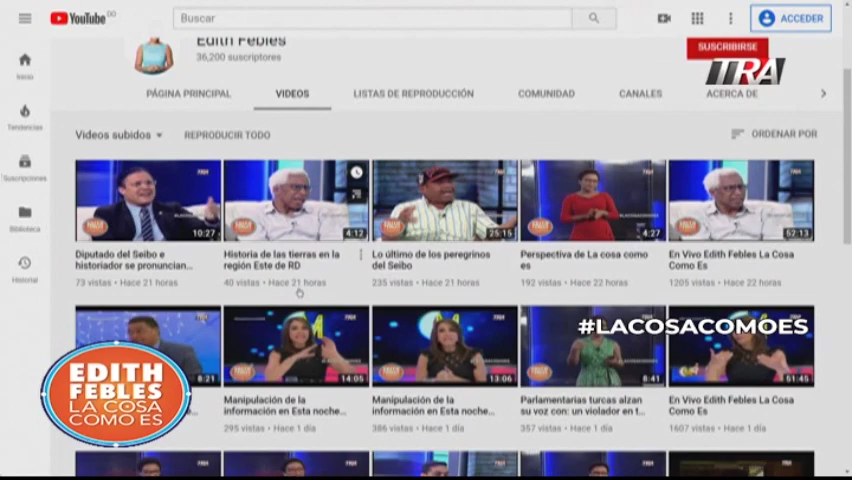 YouTube DO
Buscar
ACCEDER
Edith Febles
36,200 suscriptores
SUSCRIBIRSE
TRA
PÁGINA PRINCIPAL
VIDEOS
LISTAS DE REPRODUCCIÓN
COMUNIDAD
CANALES
ACERCA DE
Inicio
Tendencias
Suscripciones
Biblioteca
Historial
Videos subidos
REPRODUCIR TODO
ORDENAR POR
10:27
4:12
25:15
4:27
52:13
Diputado del Seibo e
historiador se pronuncian...
73 vistas • Hace 21 horas
Historia de las tierras en la
región Este de RD
40 vistas • Hace 21 horas
Lo último de los peregrinos
del Seibo
235 vistas • Hace 21 horas
Perspectiva de La cosa como
es
192 vistas • Hace 22 horas
En Vivo Edith Febles La Cosa
Como Es
1205 vistas • Hace 22 horas
#LACOSACOMOES
8:21
14:05
13:06
8:41
51:45
Manipulación de la
información en Esta noche...
295 vistas • Hace 1 día
Manipulación de la
información en Esta noche...
386 vistas • Hace 1 día
Parlamentarias turcas alzan
su voz con: un violador en t...
357 vistas • Hace 1 día
En Vivo Edith Febles La Cosa
Como Es
1607 vistas • Hace 1 día
EDITH
FEBLES
LA COSA
COMO ES